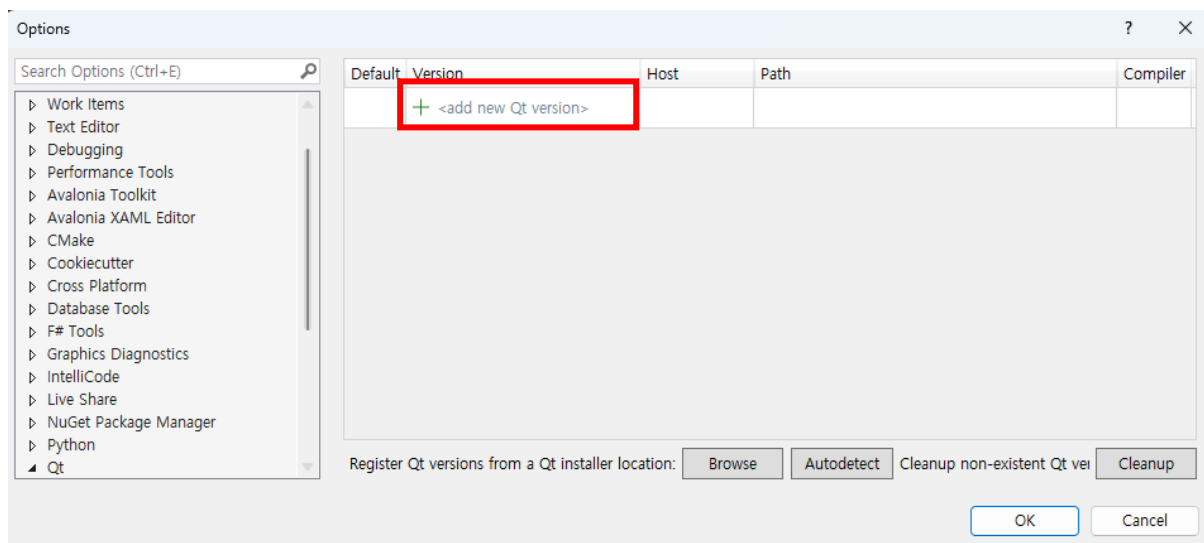 Options
?
Search Options (Ctrl+E)
Work Items
Text Editor
Debugging
Performance Tools
Avalonia Toolkit
Avalonia XAML Editor
CMake
Cookiecutter
Cross Platform
Database Tools
F# Tools
Graphics Diagnostics
IntelliCode
Live Share
NuGet Package Manager
Python
Qt
Default Version Host Path Compiler
<add new Qt version>
Register Qt versions from a Qt installer location: Browse Autodetect Cleanup non-existent Qt ver Cleanup
OK Cancel